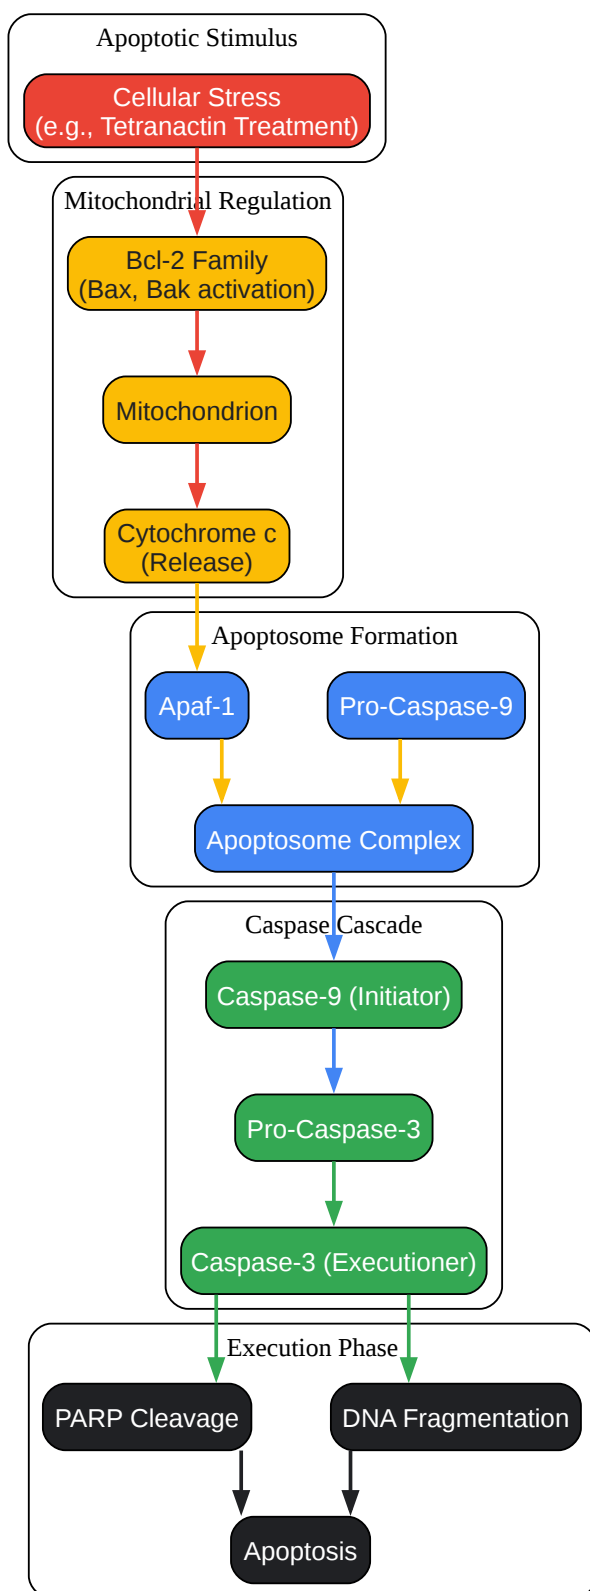 Apoptotic Stimulus
Cellular Stress
(e.g., Tetranactin Treatment)
Mitochondrial Regulation
Bcl-2 Family
(Bax, Bak activation)
Mitochondrion
Cytochrome c
(Release)
Apoptosome Formation
Apaf-1
Pro-Caspase-9
Apoptosome Complex
Caspase Cascade
Caspase-9 (Initiator)
Pro-Caspase-3
Caspase-3 (Executioner)
Execution Phase
PARP Cleavage
DNA Fragmentation
Apoptosis